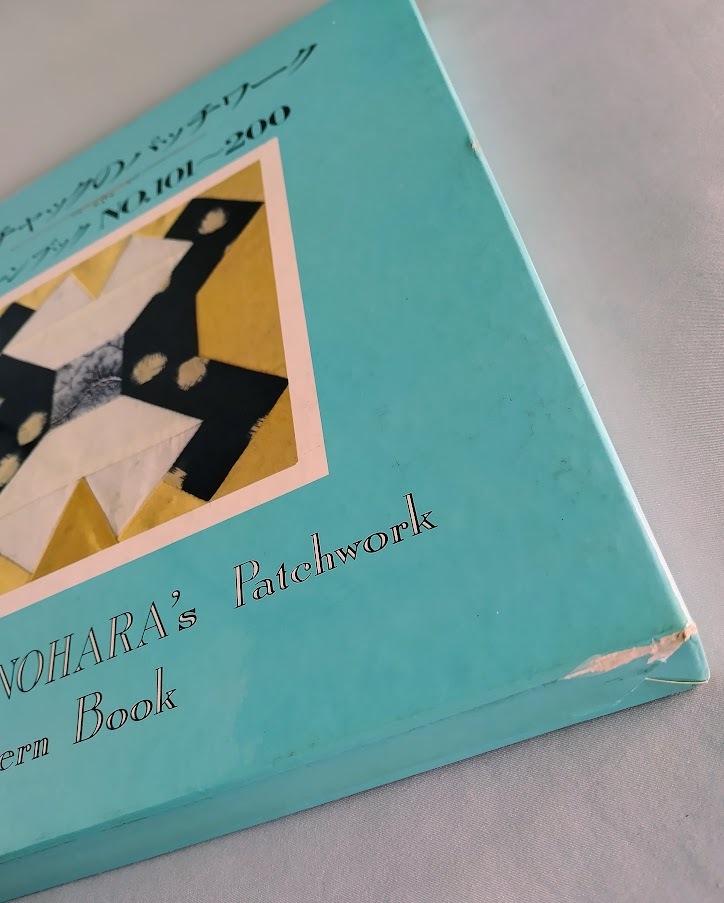 チャックのパッチワーク
ンブック NO.101~200
NOHARA's Patchwork
ern Book